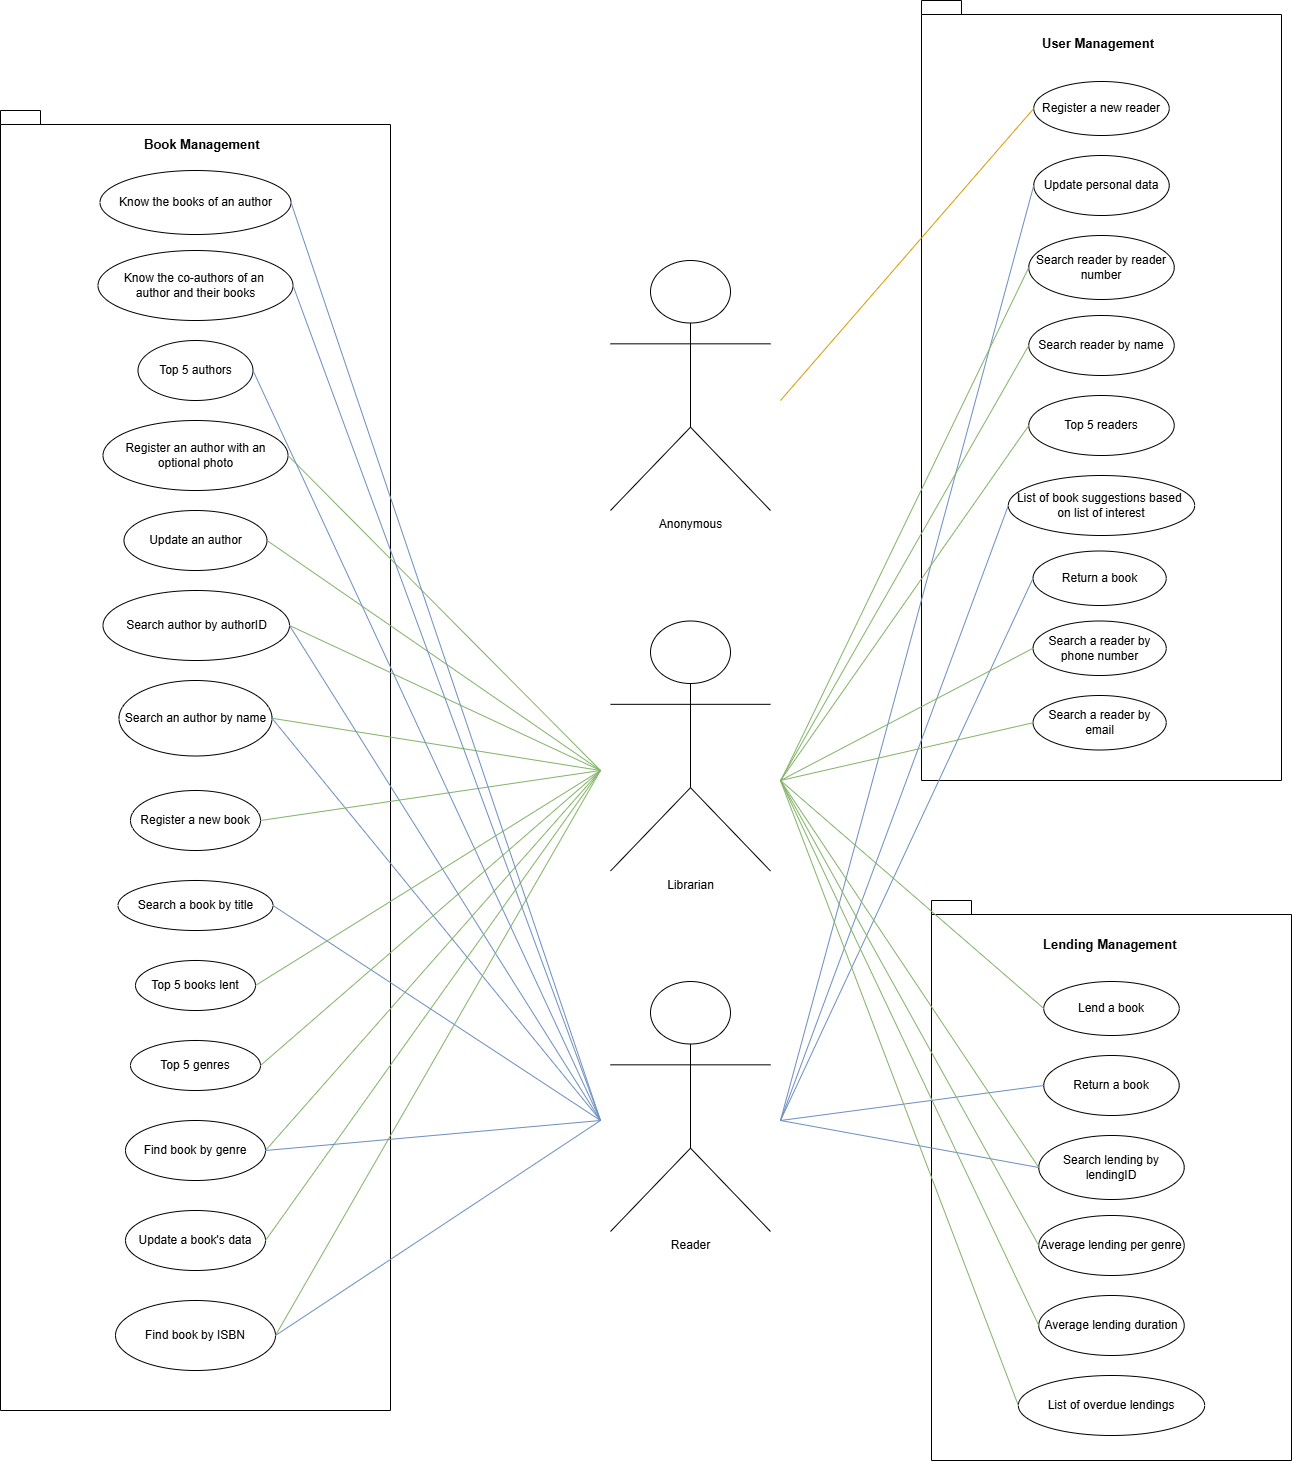 Book Management
Know the books of an author
Know the co-authors of an
author and their books
Top 5 authors
Register an author with an
optional photo
Update an author
Search author by authorID
Search an author by name
Register a new book
Search a book by title
Top 5 books lent
Top 5 genres
Find book by genre
Update a book's data
Find book by ISBN
Anonymous
Librarian
Reader
User Management
Register a new reader
Update personal data
Search reader by reader
number
Search reader by name
Top 5 readers
List of book suggestions based
on list of interest
Return a book
Search a reader by
phone number
Search a reader by
email
Lending Management
Lend a book
Return a book
Search lending by
lendingID
Average lending per genre
Average lending duration
List of overdue lendings